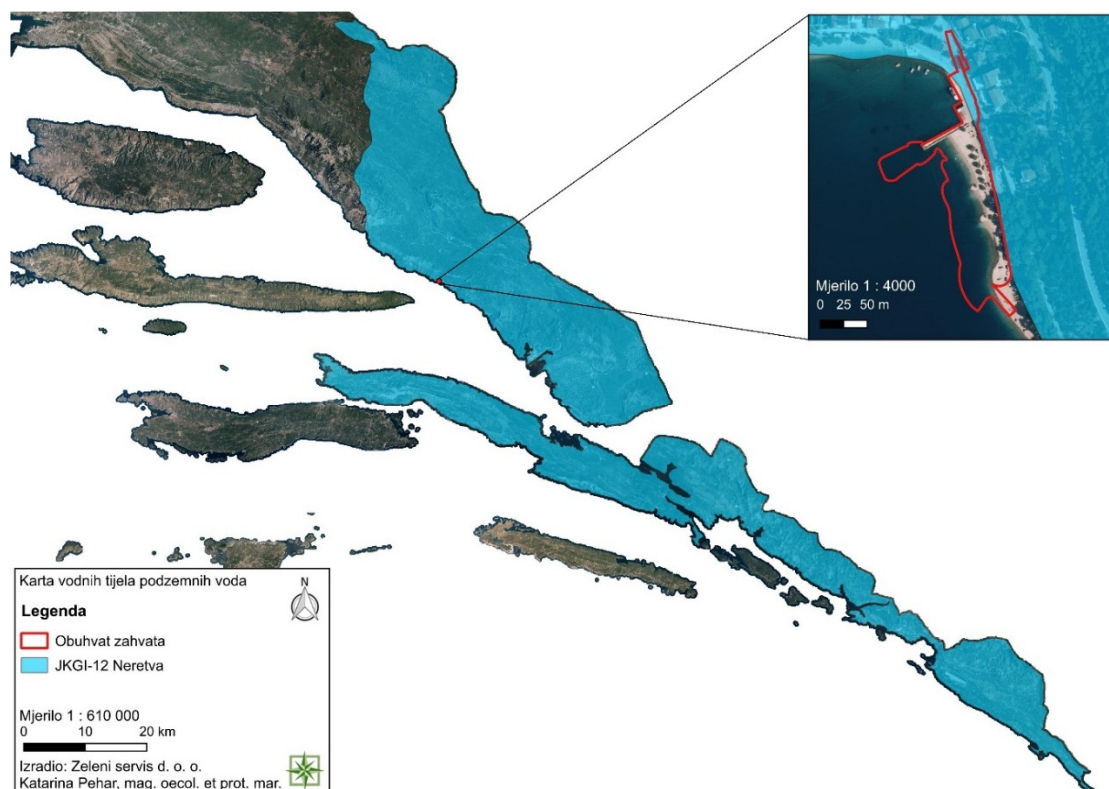 Mjerilo 1 : 4000
0 25 50 m
Karta vodnih tijela podzemnih voda
N
Legenda
Obuhvat zahvata
JKGI-12 Neretva
Mjerilo 1 : 610 000
0 10 20 km
Izradio: Zeleni servis d. o. o.
Katarina Pehar, mag. oecol. et prot. mar.